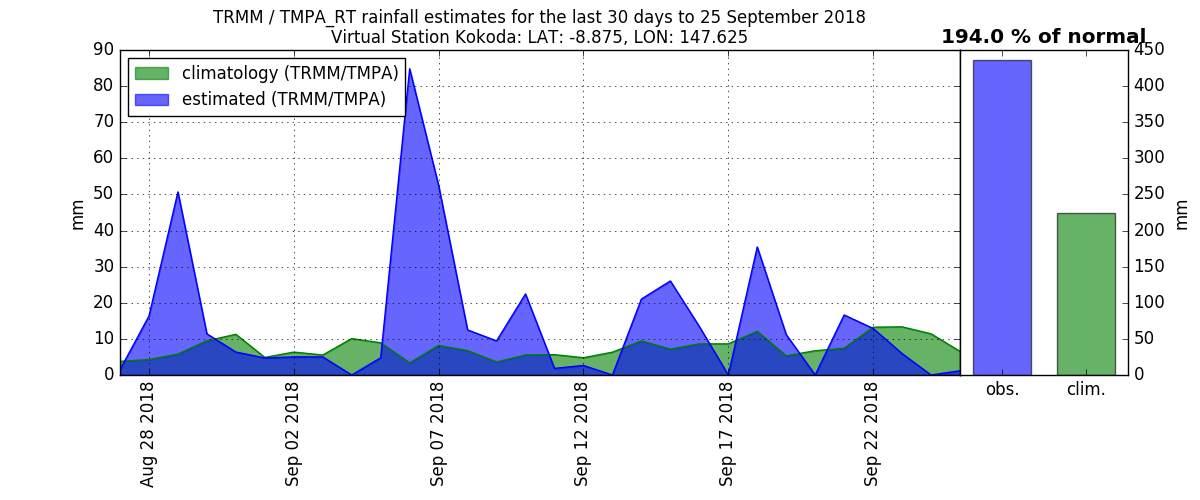 TRMM / TMPA_RT rainfall estimates for the last 30 days to 25 September 2018
Virtual Station Kokoda: LAT: -8.875, LON: 147.625
194.0 % of normal
climatology (TRMM/TMPA)
estimated (TRMM/TMPA)
mm
90
80
70
60
50
40
30
20
10
0
Aug 28 2018
Sep 02 2018
Sep 07 2018
Sep 12 2018
Sep 17 2018
Sep 22 2018
450
400
350
300
250
200
150
100
50
0
mm
obs.
clim.